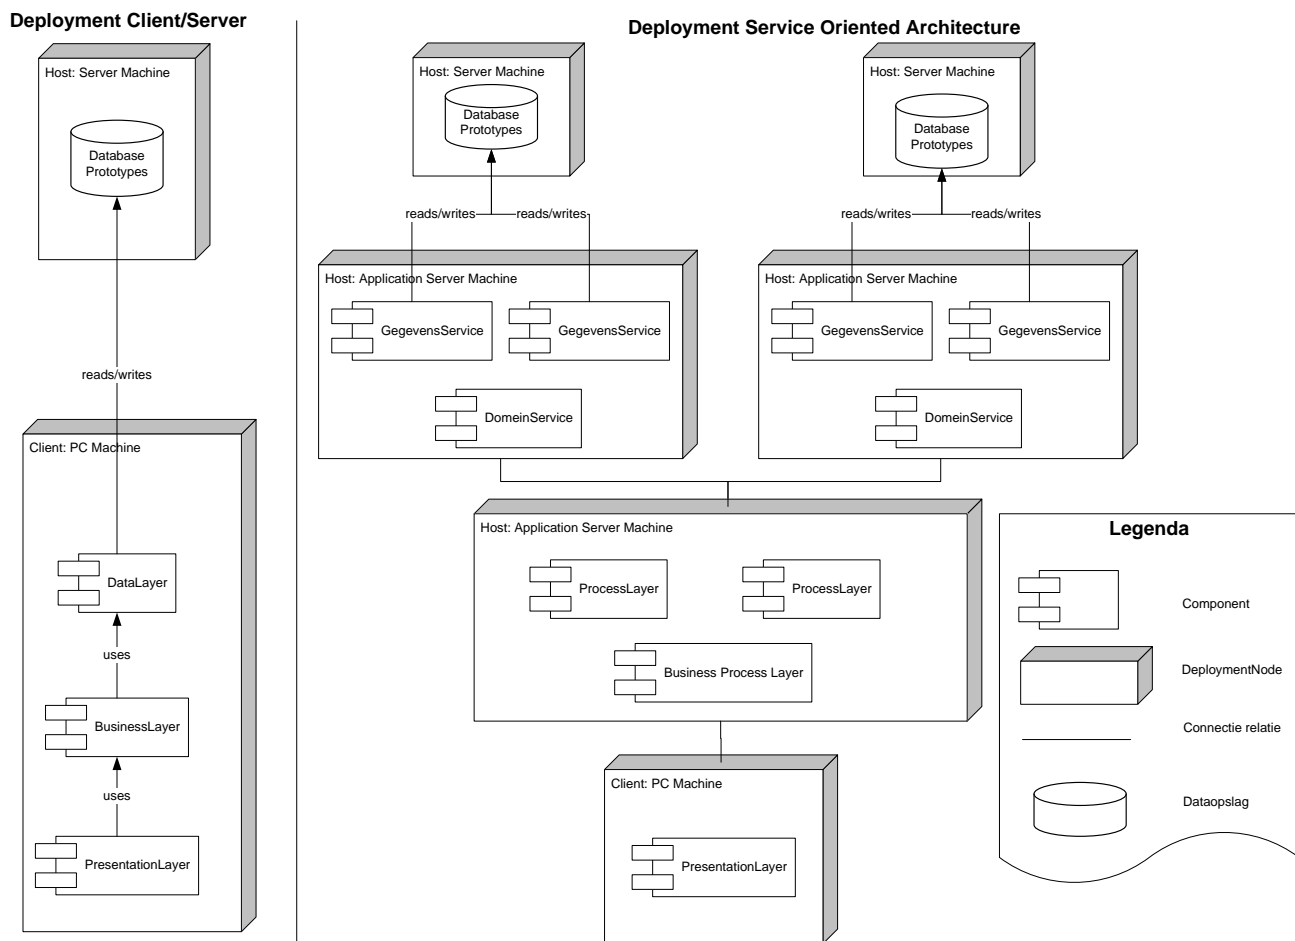 Deployment Client/Server
Host: Server Machine
Database
Prototypes
reads/writes
Client: PC Machine
DataLayer
uses
BusinessLayer
uses
PresentationLayer
Deployment Service Oriented Architecture
Host: Server Machine
Database
Prototypes
Host: Server Machine
Database
Prototypes
reads/writes
reads/writes
reads/writes
reads/writes
Host: Application Server Machine
GegevensService
GegevensService
DomeinService
Host: Application Server Machine
GegevensService
GegevensService
DomeinService
Host: Application Server Machine
ProcessLayer
ProcessLayer
Business Process Layer
Client: PC Machine
PresentationLayer
Legenda
Component
DeploymentNode
Connectie relatie
Dataopslag